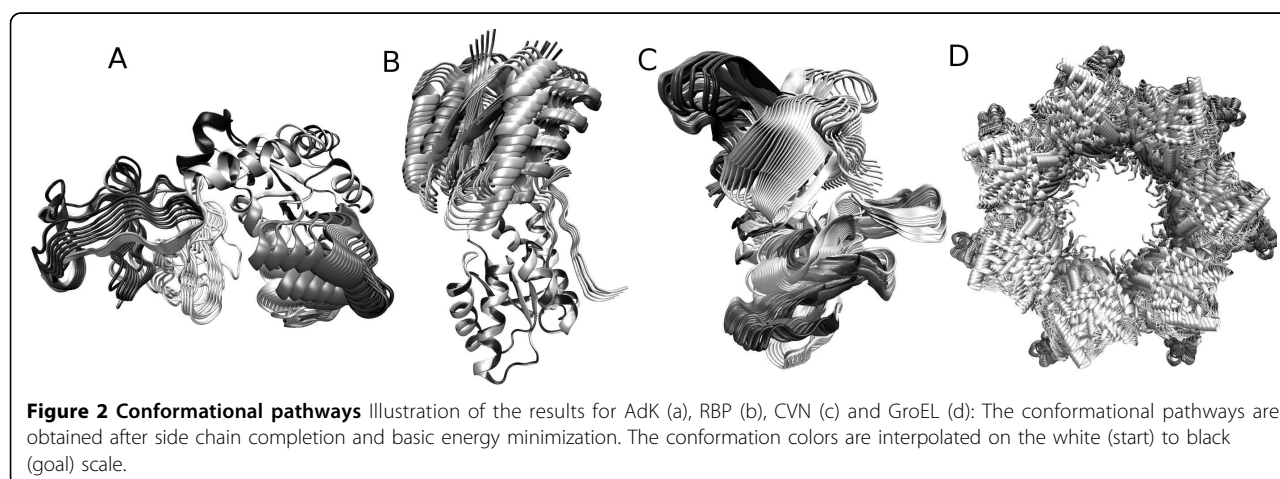 A
B
C
D
Figure 2 Conformational pathways Illustration of the results for AdK (a), RBP (b), CVN (c) and GroEL (d): The conformational pathways are
obtained after side chain completion and basic energy minimization. The conformation colors are interpolated on the white (start) to black
(goal) scale.